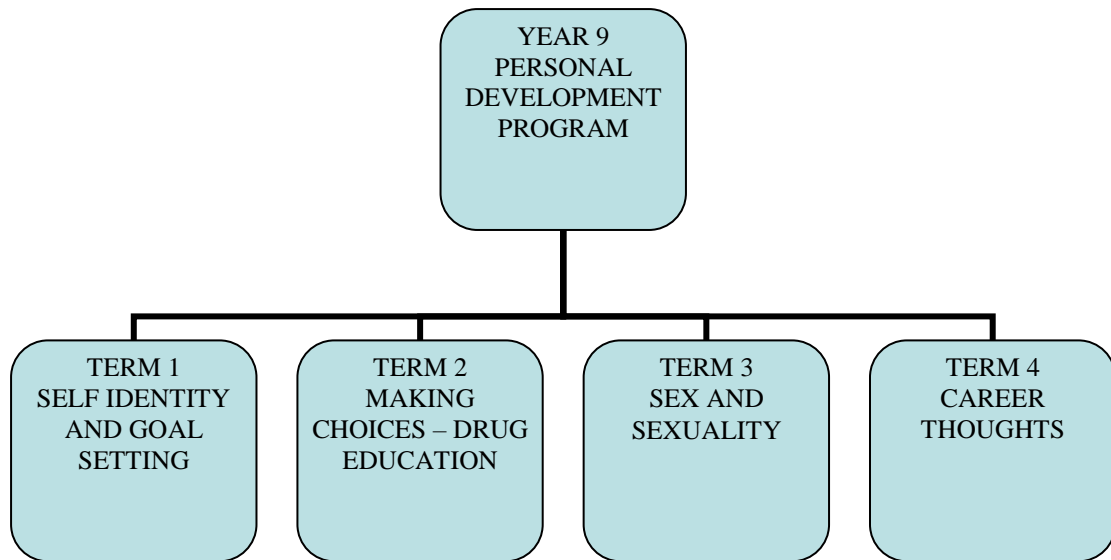 YEAR 9
PERSONAL
DEVELOPMENT
PROGRAM
TERM 1
SELF IDENTITY
AND GOAL
SETTING
TERM 2
MAKING
CHOICES – DRUG
EDUCATION
TERM 3
SEX AND
SEXUALITY
TERM 4
CAREER
THOUGHTS